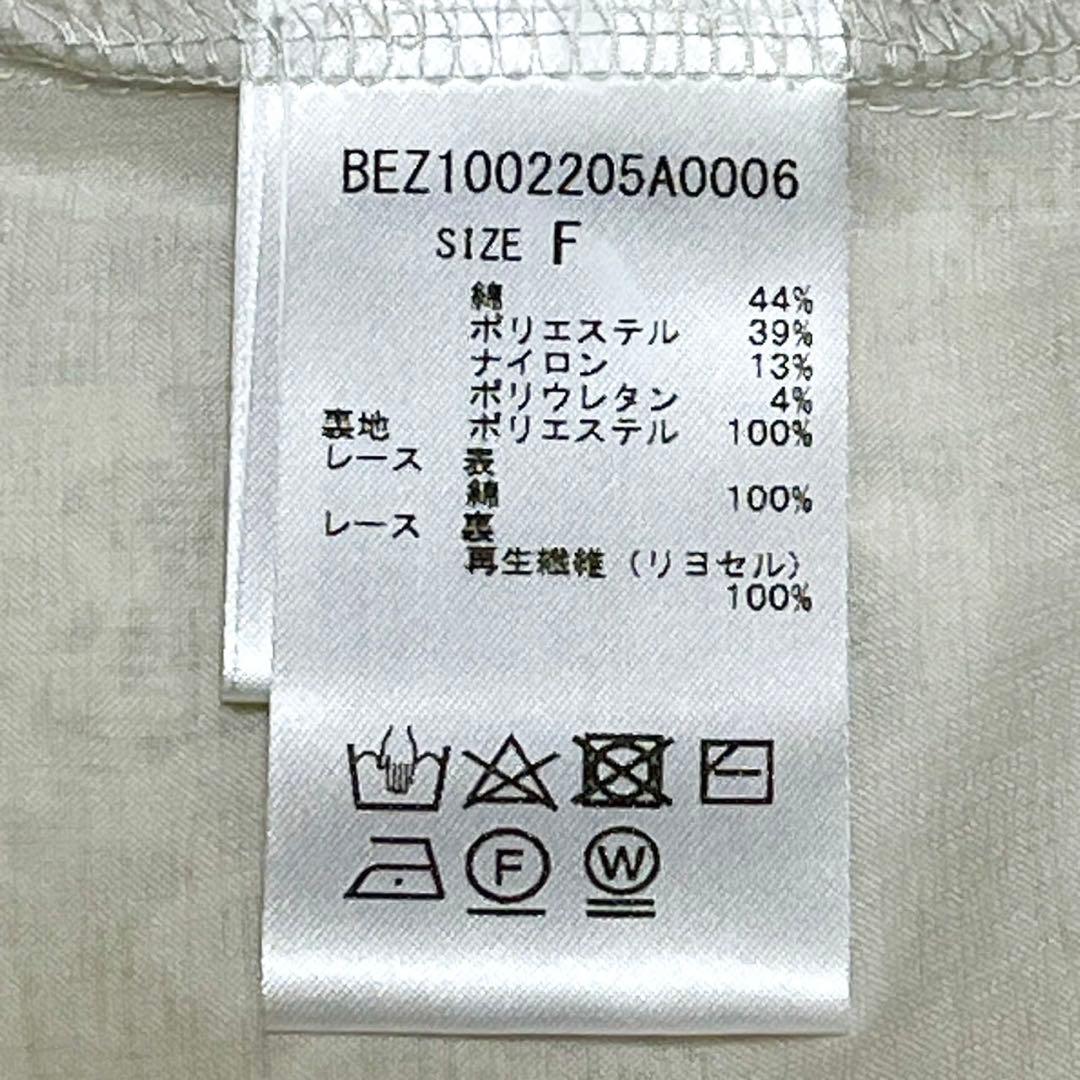 BEZ1002205A0006
SIZE F
綿 44%
ポリエステル 39%
ナイロン 13%
ポリウレタン 4%
裏地 ポリエステル 100%
レース 表
綿 100%
レース 裏
再生繊維(リヨセル)
100%
F W